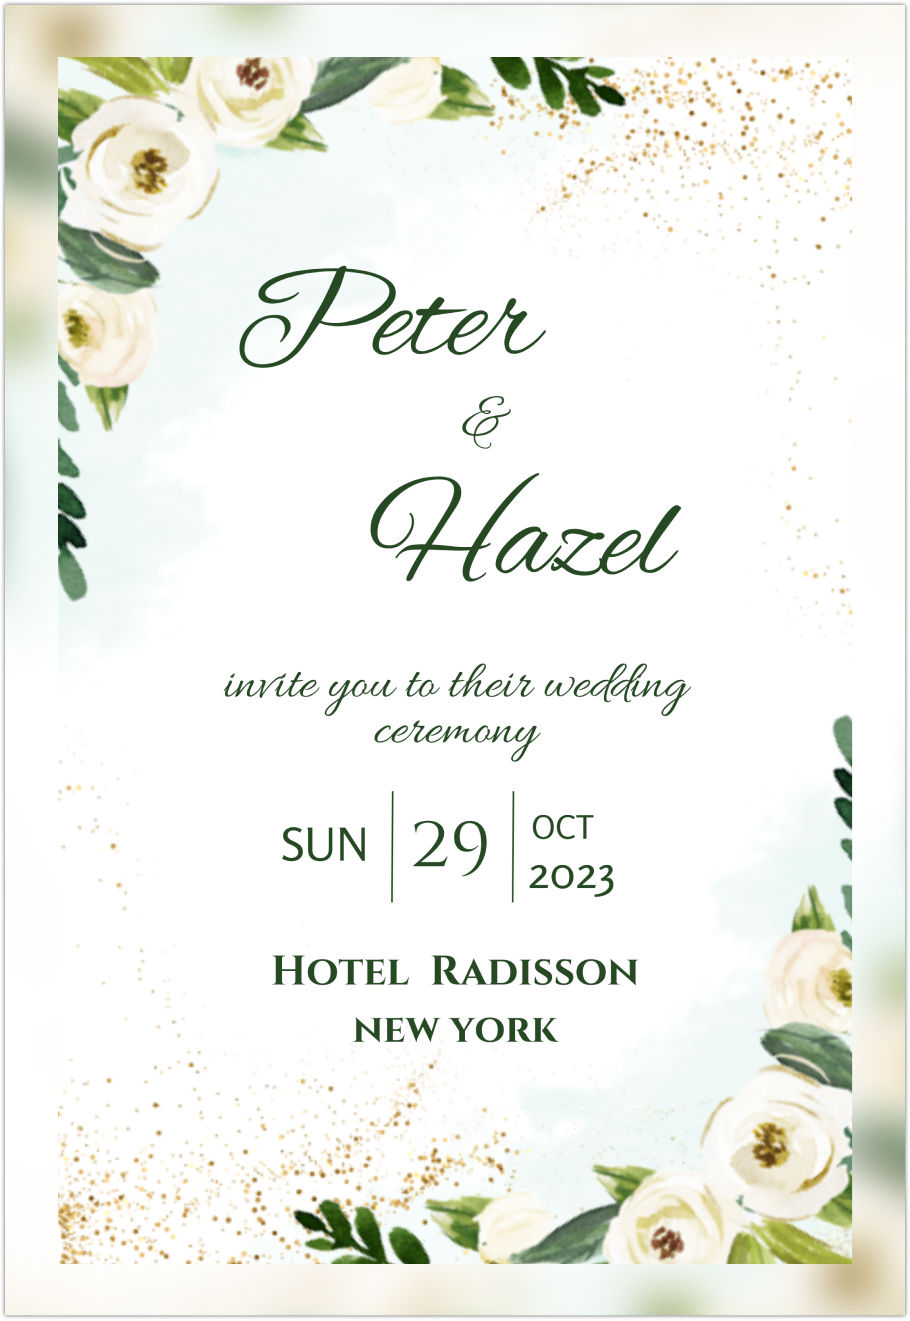 Peter
&
Hazel
invite you to their wedding
ceremony
SUN
29
OCT
2023
Hotel Radisson
NEW YORK